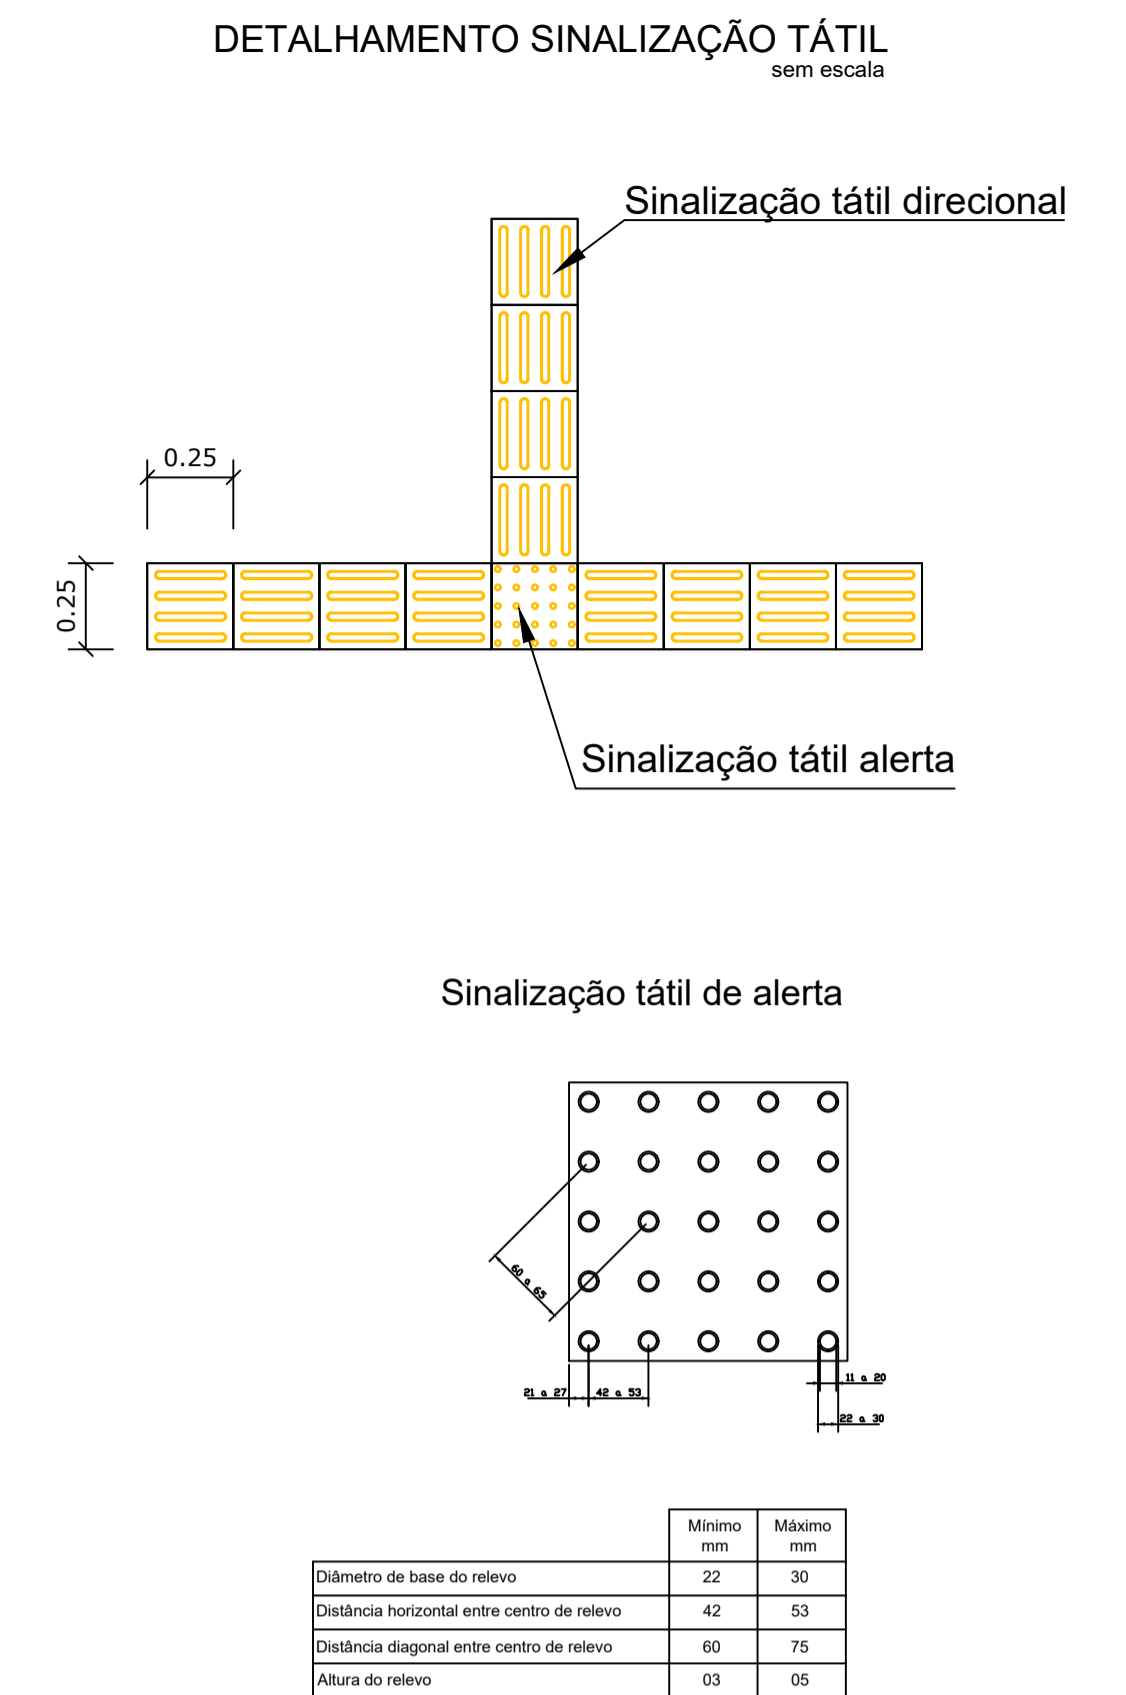 DETALHAMENTO SINALIZAÇÃO TÁTIL
sem escala
Sinalização tátil direcional
0.25
0.25
Sinalização tátil alerta
Sinalização tátil de alerta
60 a 65
21 a 27
42 a 53
11 a 20
22 a 30
Mínimo mm
Máximo mm
Diâmetro de base do relevo 22 30
Distância horizontal entre centro de relevo 42 53
Distância diagonal entre centro de relevo 60 75
Altura do relevo 03 05